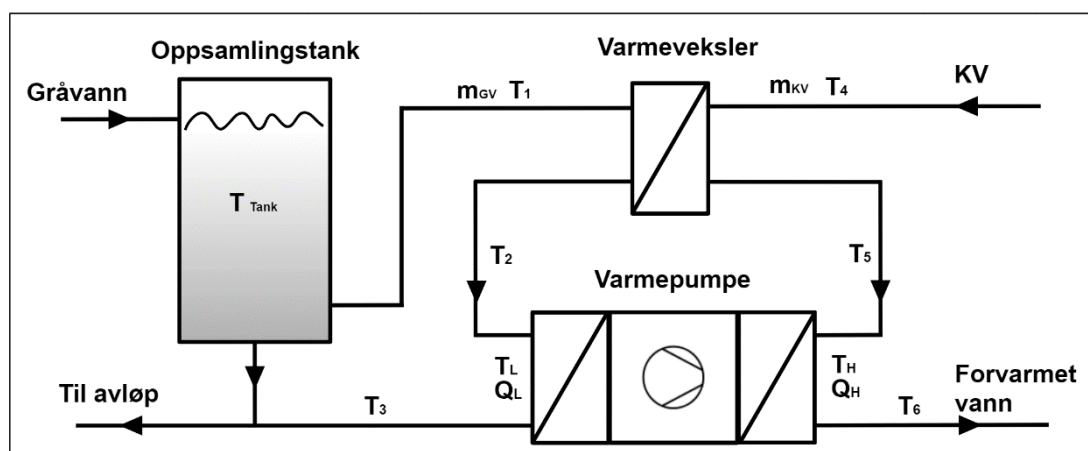 Oppsamlingstank
Varmeveksler
Gråvann
mGV T1
mKV T4
KV
T Tank
T2
T5
Varmepumpe
TL
QL
TH
QH
Til avløp
T3
T6
Forvarmet
vann